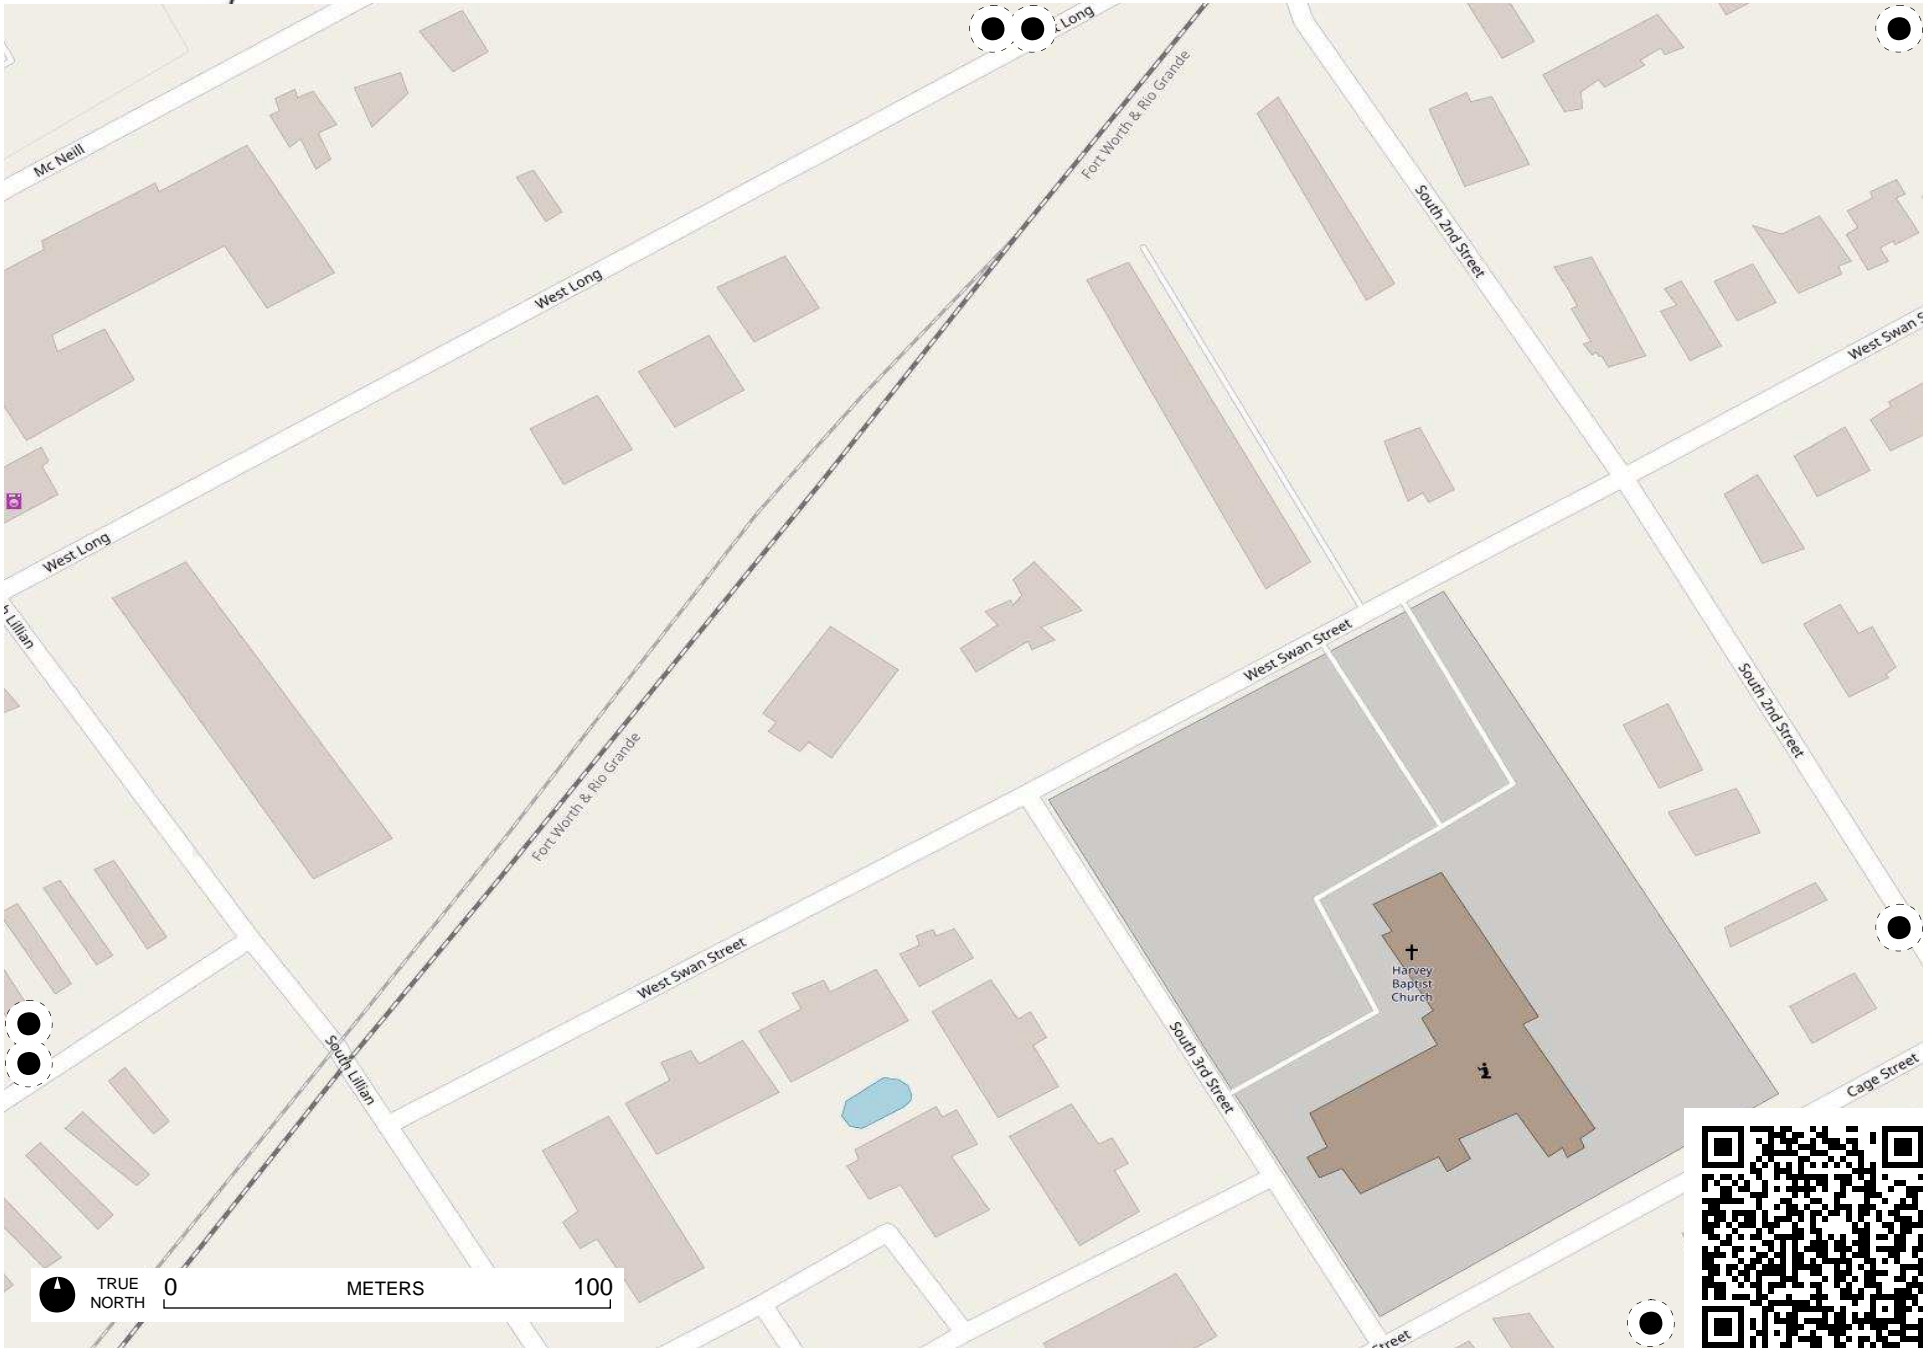 Long
Fort Worth & Rio Grande
Mc Neill
South 2nd Street
West Long
West Swan S
West Long
Lillian
West Swan Street
South 2nd Street
Fort Worth & Rio Grande
West Swan Street
Harvey
Baptist
Church
South 3rd Street
South Lillian
Cage Street
TRUE
NORTH
0 METERS 100
Street